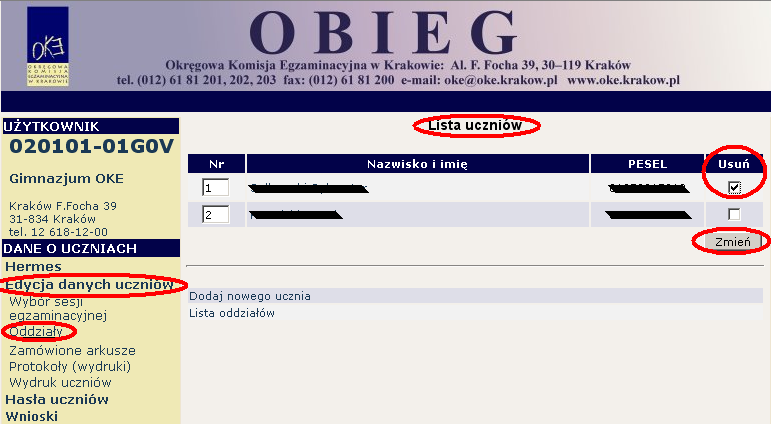 OKE
OKRĘGOWA
KOMISJA
EGZAMINACYJNA
W KRAKOWIE
OBIEG
Okręgowa Komisja Egzaminacyjna w Krakowie: Al. F. Focha 39, 30–119 Kraków
tel. (012) 61 81 201, 202, 203 fax: (012) 61 81 200 e-mail: oke@oke.krakow.pl www.oke.krakow.pl
UŻYTKOWNIK
020101-01G0V
Gimnazjum OKE
Kraków F.Focha 39
31-834 Kraków
tel. 12 618-12-00
DANE O UCZNIACH
Hermes
Edycja danych uczniów
Wybór sesji
egzaminacyjnej
Oddziały
Zamówione arkusze
Protokoły (wydruki)
Wydruk uczniów
Hasła uczniów
Wnioski
Lista uczniów
Nr Nazwisko i imię PESEL Usuń
1
2
Zmień
Dodaj nowego ucznia
Lista oddziałów